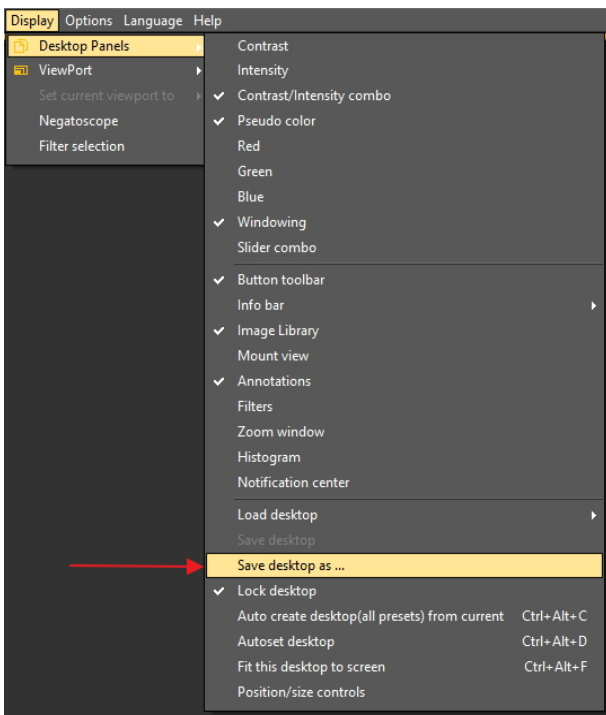 Display Options Language Help
Desktop Panels
ViewPort
Set current viewport to
Negatoscope
Filter selection
Contrast
Intensity
Contrast/Intensity combo
Pseudo color
Red
Green
Blue
Windowing
Slider combo
Button toolbar
Info bar
Image Library
Mount view
Annotations
Filters
Zoom window
Histogram
Notification center
Load desktop
Save desktop
Save desktop as ...
Lock desktop
Auto create desktop(all presets) from current Ctrl+Alt+C
Autoset desktop Ctrl+Alt+D
Fit this desktop to screen Ctrl+Alt+F
Position/size controls